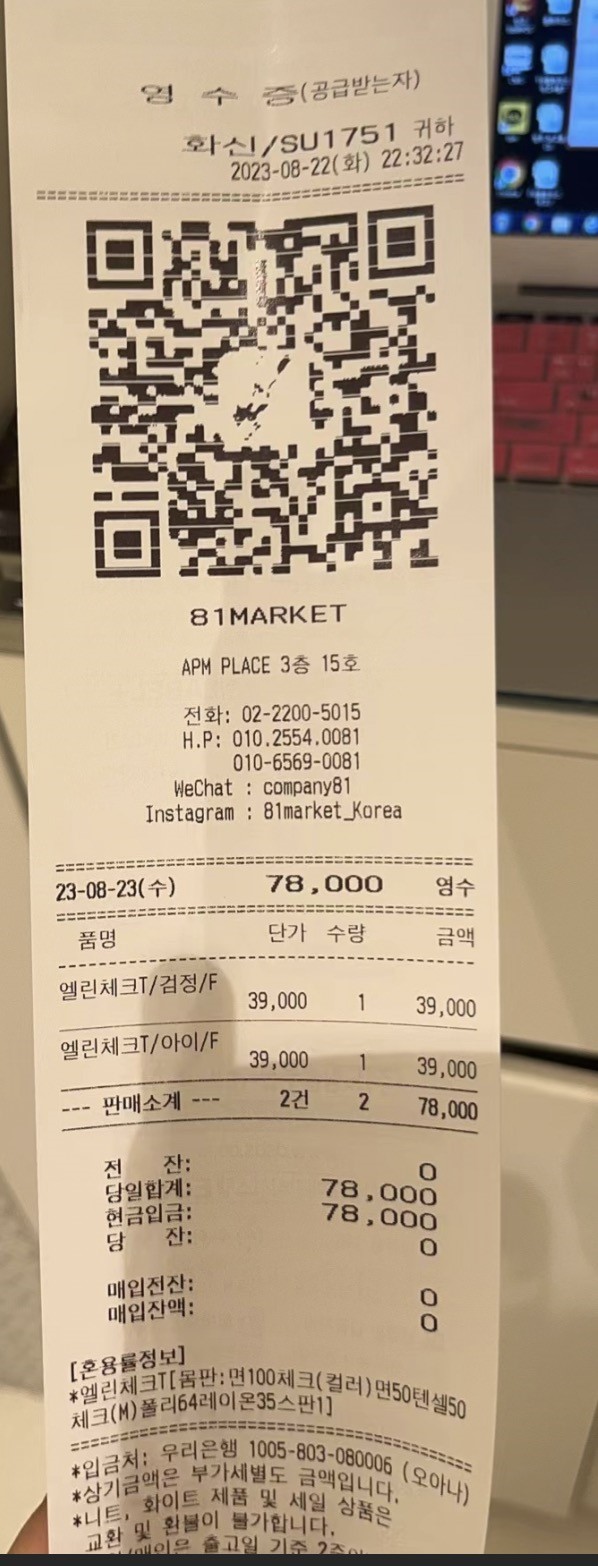 영 수 증(공급받는자)
화신/SU1751 귀하
2023-08-22(화) 22:32:27
81MARKET
APM PLACE 3층 15호
전화: 02-2200-5015
H.P: 010.2554.0081
010-6569-0081
WeChat : company81
Instagram : 81market_Korea
23-08-23(수) 78,000 영수
품명 단가 수량 금액
엘린체크T/검정/F
39,000 1 39,000
엘린체크T/아이/F
39,000 1 39,000
--- 판매소계 --- 2건 2 78,000
전 잔: 0
당일합계: 78,000
현금입금: 78,000
당 잔: 0
매입전잔: 0
매입잔액: 0
[혼용률정보]
*엘린체크T[몸판:면100체크(컬러)면50텐셀50
체크(M)폴리64레이온35스판1]
*입금처: 우리은행 1005-803-080006 (오아나)
*상기금액은 부가세별도 금액입니다.
*니트, 화이트 제품 및 세일 상품은
교환 및 환불이 불가합니다.
출고일 기준